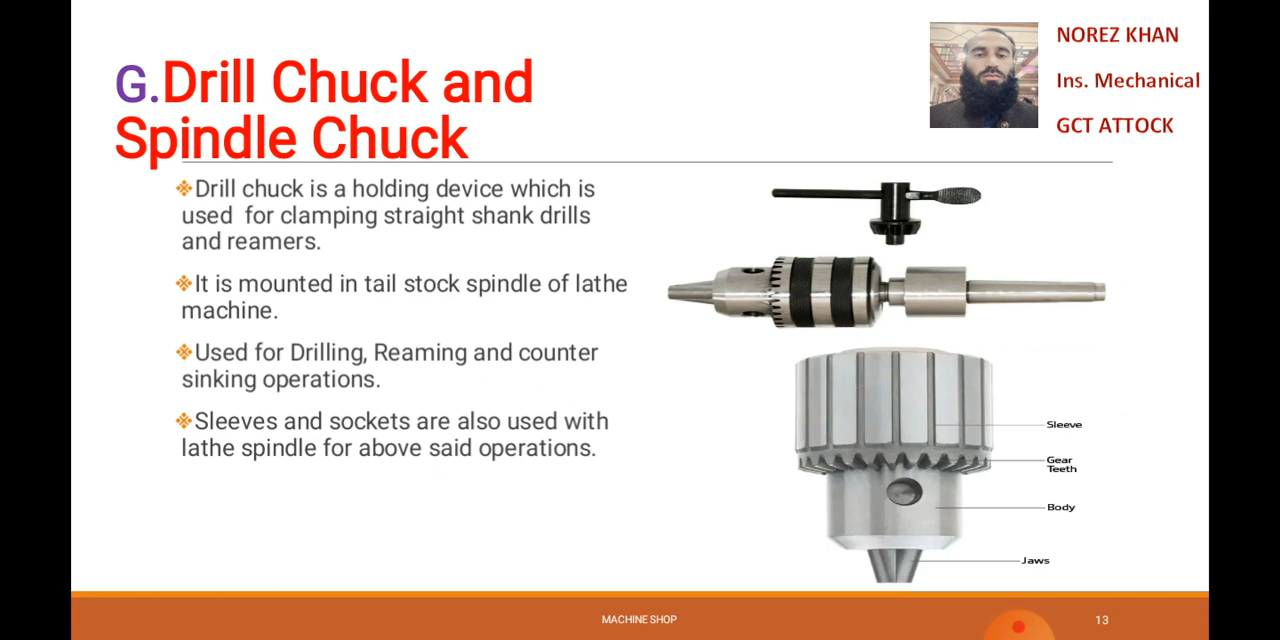 G.Drill Chuck and
Spindle Chuck
NOREZ KHAN
Ins. Mechanical
GCT ATTOCK
❖Drill chuck is a holding device which is
used for clamping straight shank drills
and reamers.
❖It is mounted in tail stock spindle of lathe
machine.
❖Used for Drilling, Reaming and counter
sinking operations.
❖Sleeves and sockets are also used with
lathe spindle for above said operations.
Sleeve
Gear
Teeth
Body
Jaws
MACHINE SHOP
13